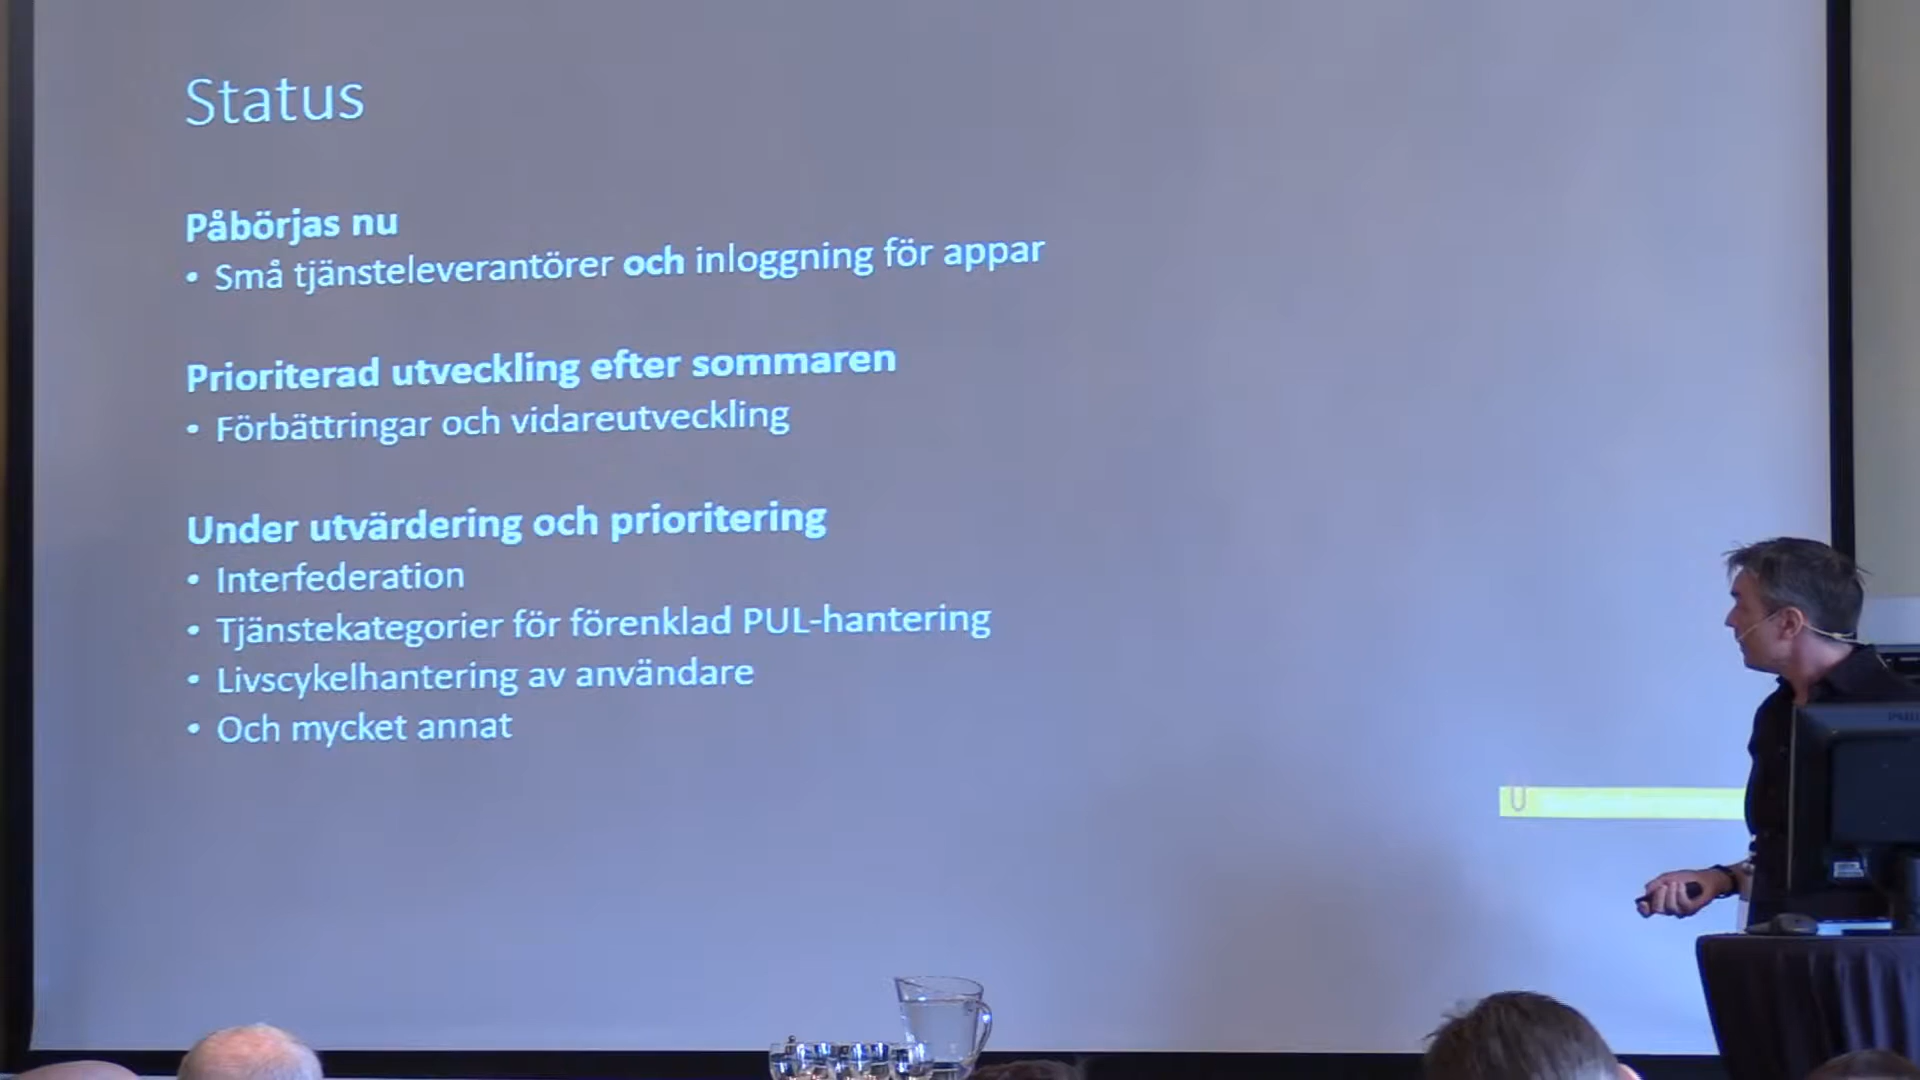 Status
Påbörjas nu
• Små tjänsteleverantörer och inloggning för appar
Prioriterad utveckling efter sommaren
• Förbättringar och vidareutveckling
Under utvärdering och prioritering
• Interfederation
• Tjänstekategorier för förenklad PUL-hantering
• Livscykelhantering av användare
• Och mycket annat